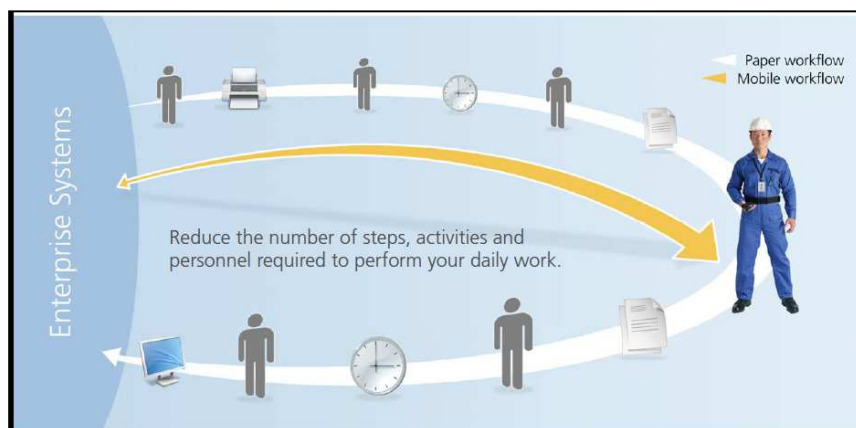 Paper workflow
Mobile workflow
Enterprise Systems
Reduce the number of steps, activities and
personnel required to perform your daily work.